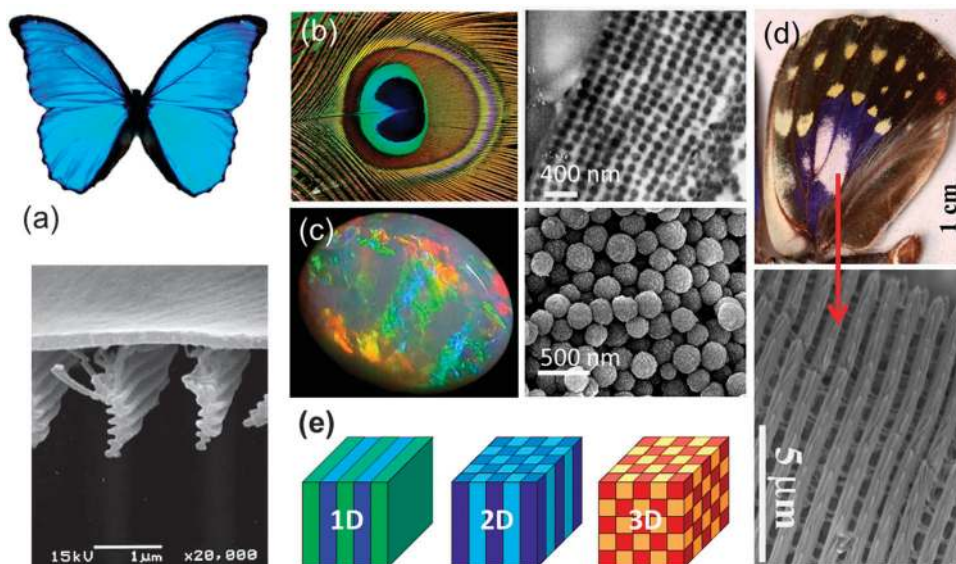 (a)
15kV 1µm x20,000
(b)
400 nm
(c)
500 nm
(d)
1 cm
5 µm
(e)
1D 2D 3D